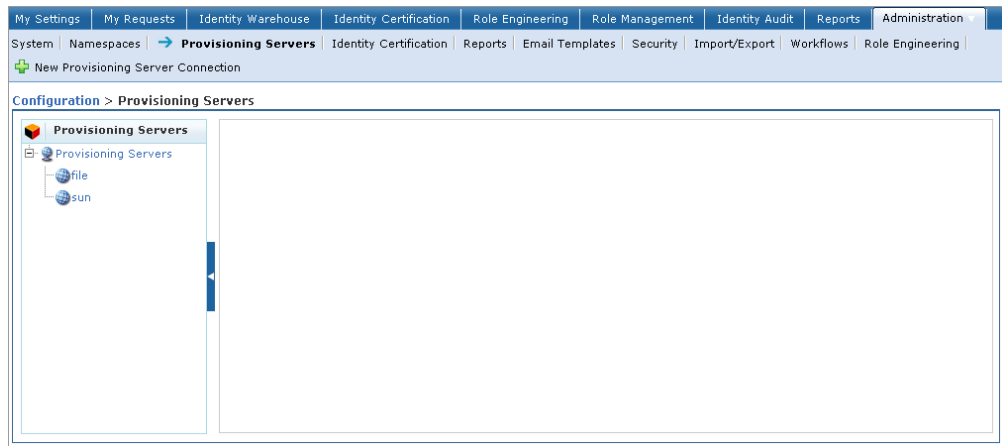 My Settings My Requests Identity Warehouse Identity Certification Role Engineering Role Management Identity Audit Reports Administration
System Namespaces Provisioning Servers Identity Certification Reports Email Templates Security Import/Export Workflows Role Engineering
New Provisioning Server Connection
Configuration > Provisioning Servers
Provisioning Servers
Provisioning Servers
file
sun